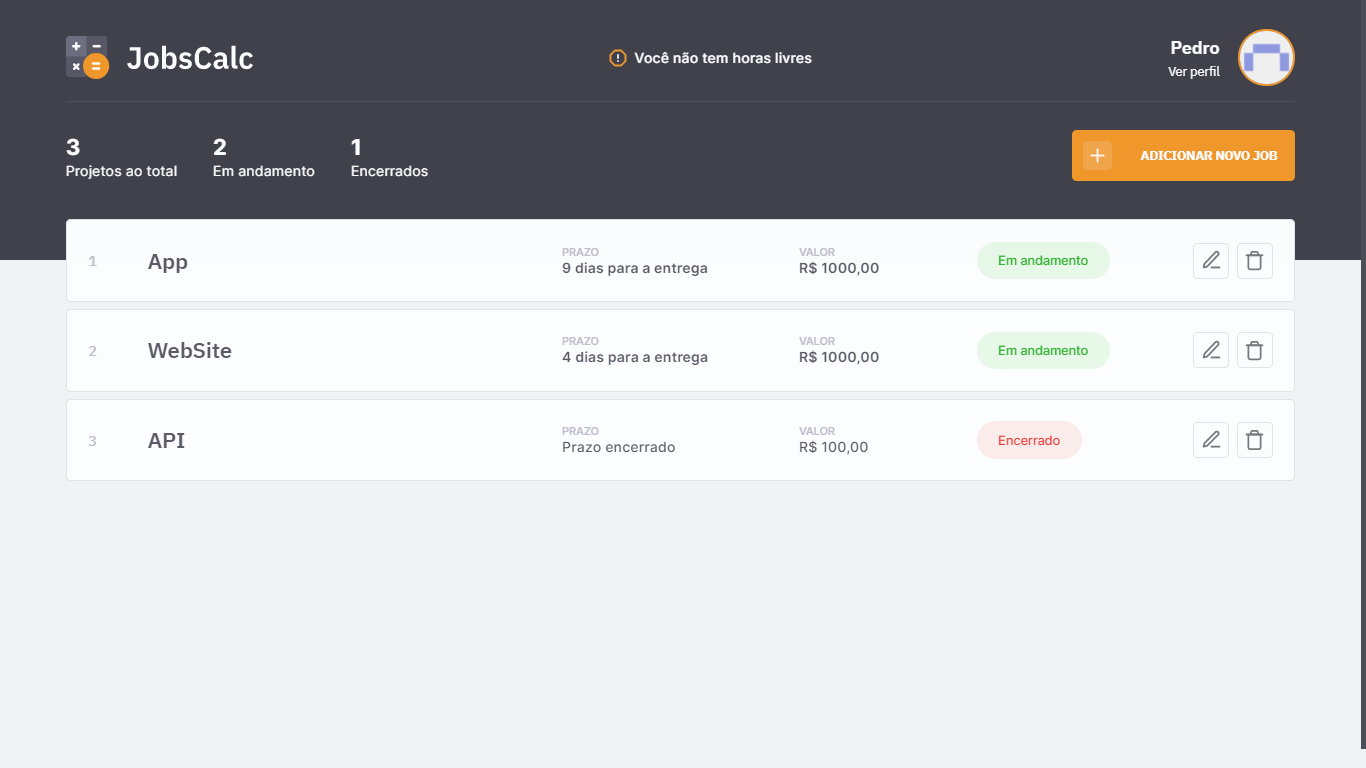 JobsCalc
Você não tem horas livres
Pedro
Ver perfil
3
Projetos ao total
2
Em andamento
1
Encerrados
ADICIONAR NOVO JOB
1
App
PRAZO
9 dias para a entrega
VALOR
R$ 1000,00
Em andamento
2
WebSite
PRAZO
4 dias para a entrega
VALOR
R$ 1000,00
Em andamento
3
API
PRAZO
Prazo encerrado
VALOR
R$ 100,00
Encerrado